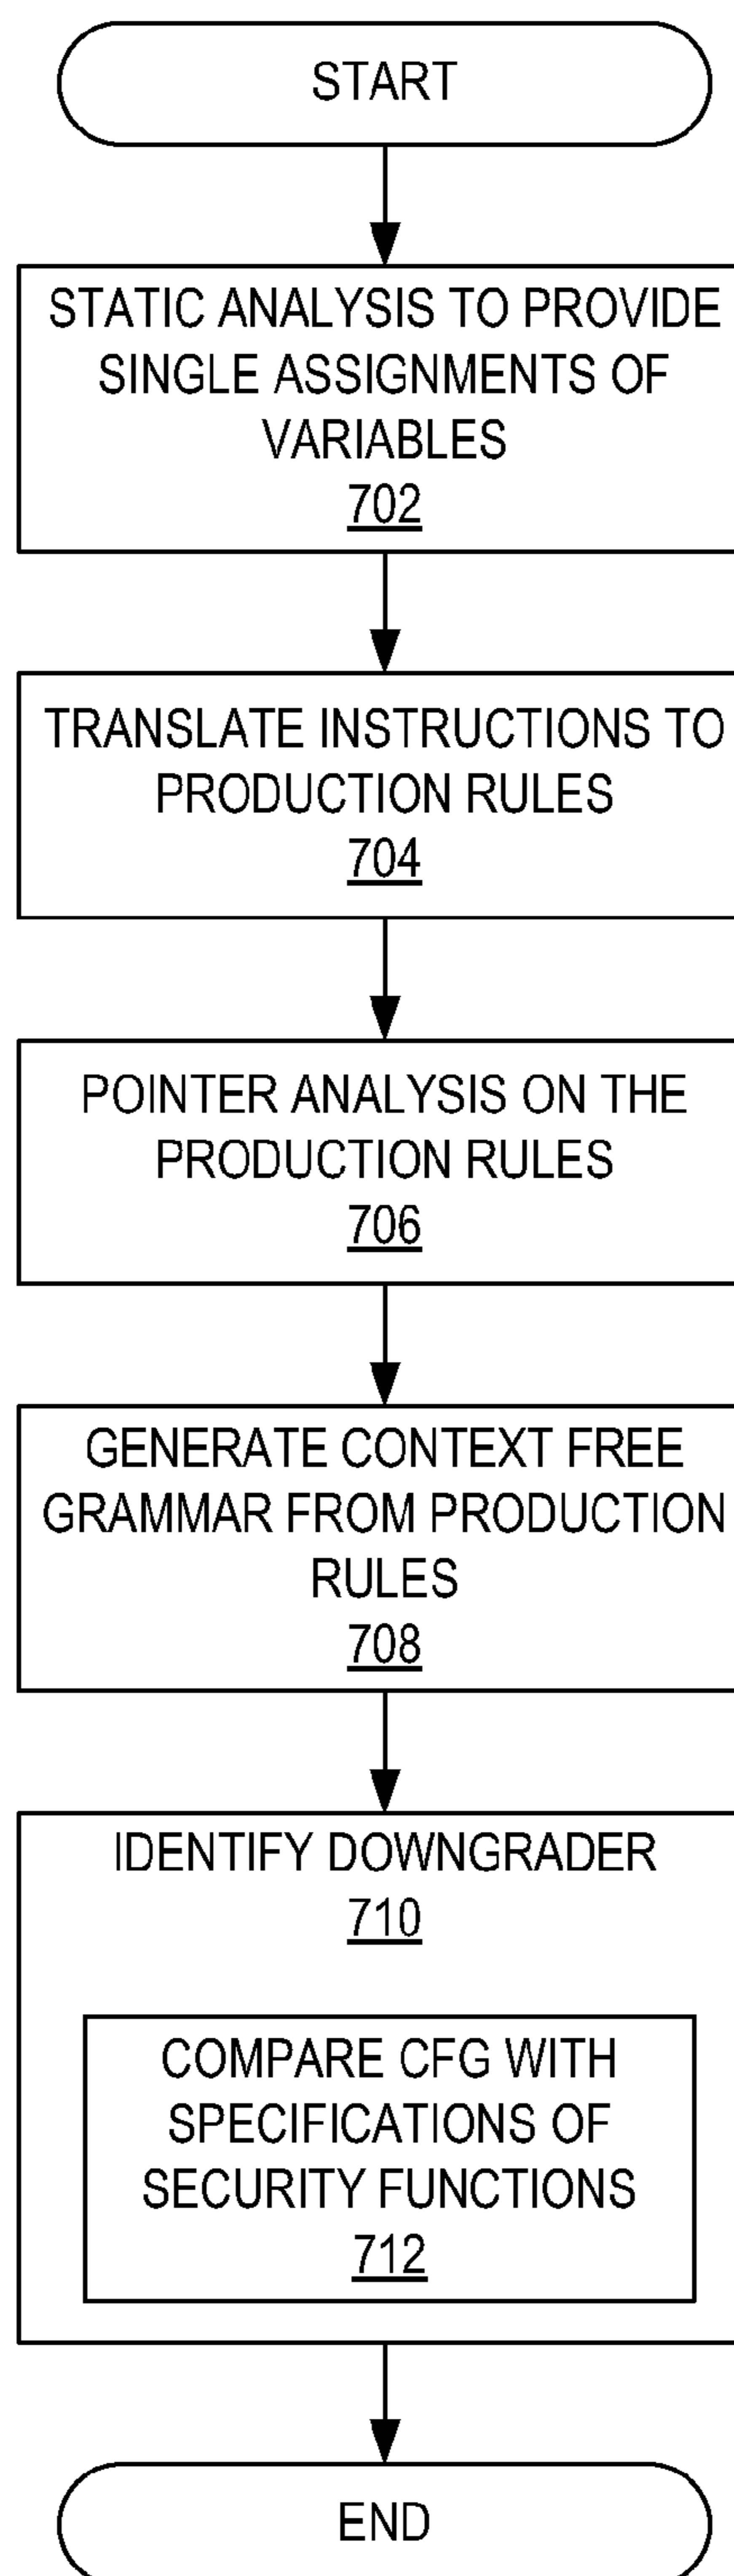 START
STATIC ANALYSIS TO PROVIDE
SINGLE ASSIGNMENTS OF
VARIABLES
702
TRANSLATE INSTRUCTIONS TO
PRODUCTION RULES
704
POINTER ANALYSIS ON THE
PRODUCTION RULES
706
GENERATE CONTEXT FREE
GRAMMAR FROM PRODUCTION
RULES
708
IDENTIFY DOWNGRADER
710
COMPARE CFG WITH
SPECIFICATIONS OF
SECURITY FUNCTIONS
712
END